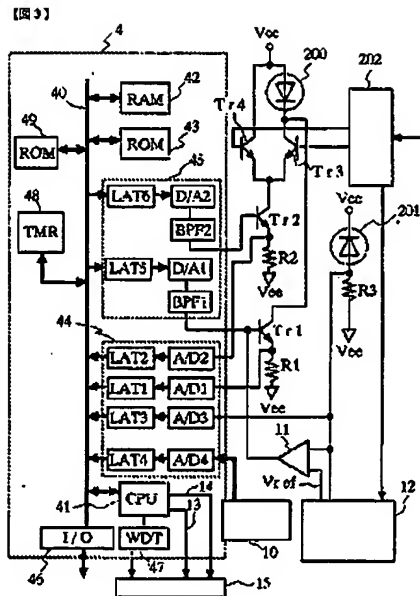 【図3】
4
40
42
RAM
43
ROM
49
ROM
48
TMR
45
LAT6
D/A2
BPF2
LAT5
D/A1
BPF1
44
LAT2
A/D2
LAT1
A/D1
LAT3
A/D3
LAT4
A/D4
41
CPU
14
13
I/O
46
WDT
47
15
10
Vcc
200
202
Tr4
Tr3
Tr2
R2
Vee
Vcc
201
R3
Vee
Tr1
R1
Vee
11
Vref
12